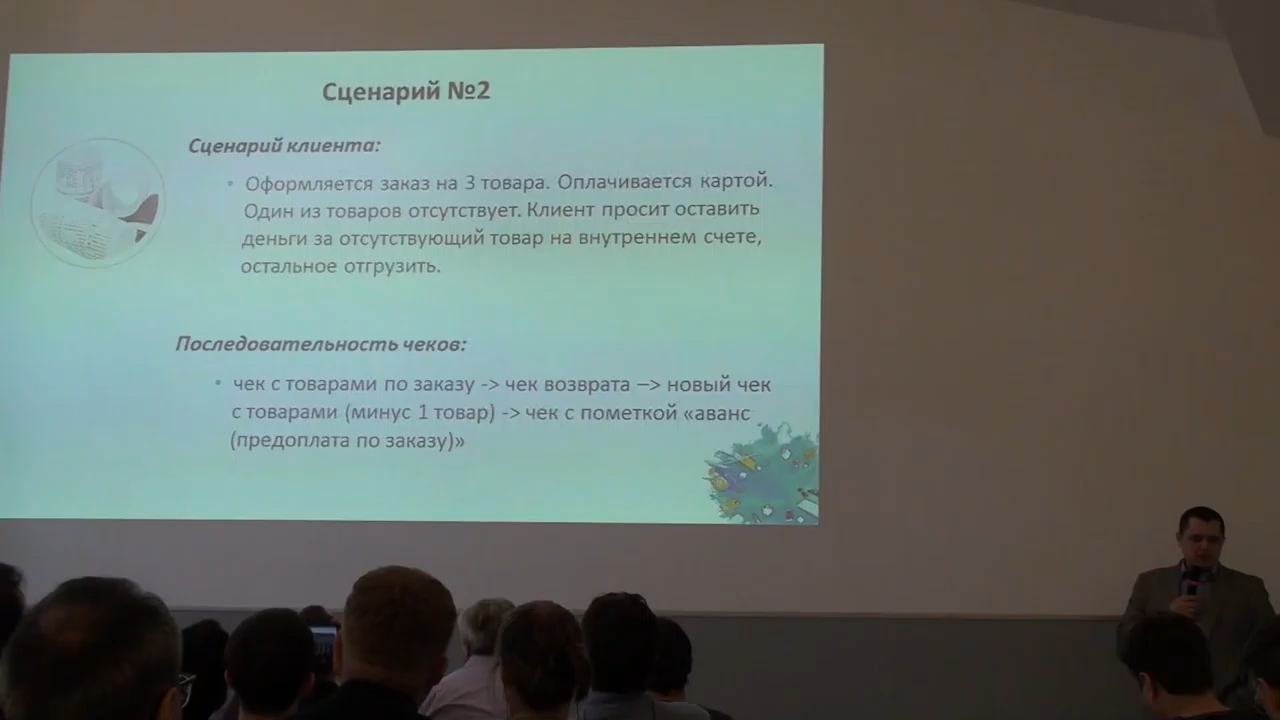 Сценарий №2
Сценарий клиента:
• Оформляется заказ на 3 товара. Оплачивается картой.
Один из товаров отсутствует. Клиент просит оставить
деньги за отсутствующий товар на внутреннем счете,
остальное отгрузить.
Последовательность чеков:
• чек с товарами по заказу -> чек возврата –> новый чек
с товарами (минус 1 товар) -> чек с пометкой «аванс
(предоплата по заказу)»